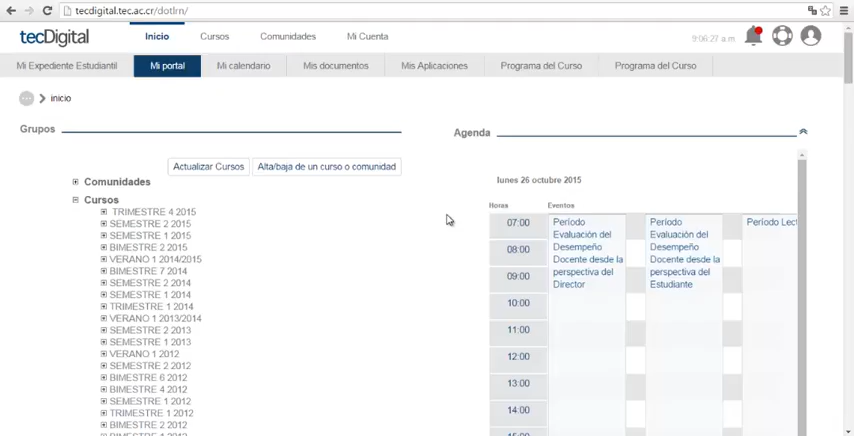 tecdigital.tec.ac.cr/dotlrn/
tecDigital
Inicio
Cursos
Comunidades
Mi Cuenta
9:06:27 a.m
Mi Expediente Estudiantil
Mi portal
Mi calendario
Mis documentos
Mis Aplicaciones
Programa del Curso
Programa del Curso
inicio
Grupos
Actualizar Cursos
Alta/baja de un curso o comunidad
Comunidades
Cursos
TRIMESTRE 4 2015
SEMESTRE 2 2015
SEMESTRE 1 2015
BIMESTRE 2 2015
VERANO 1 2014/2015
BIMESTRE 7 2014
SEMESTRE 2 2014
SEMESTRE 1 2014
TRIMESTRE 1 2014
VERANO 1 2013/2014
SEMESTRE 2 2013
SEMESTRE 1 2013
VERANO 1 2012
SEMESTRE 2 2012
BIMESTRE 6 2012
BIMESTRE 4 2012
SEMESTRE 1 2012
TRIMESTRE 1 2012
BIMESTRE 2 2012
Agenda
lunes 26 octubre 2015
Horas
Eventos
07:00
08:00
09:00
10:00
11:00
12:00
13:00
14:00
Período
Evaluación del
Desempeño
Docente desde la
perspectiva del
Director
Período
Evaluación del
Desempeño
Docente desde la
perspectiva del
Estudiante
Período Lect